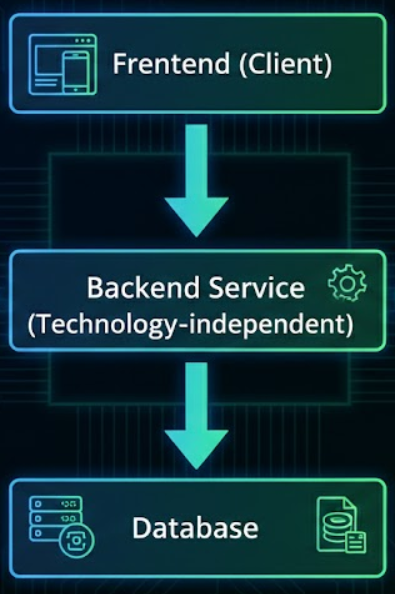 Frentend (Client)
Backend Service
(Technology-independent)
Database